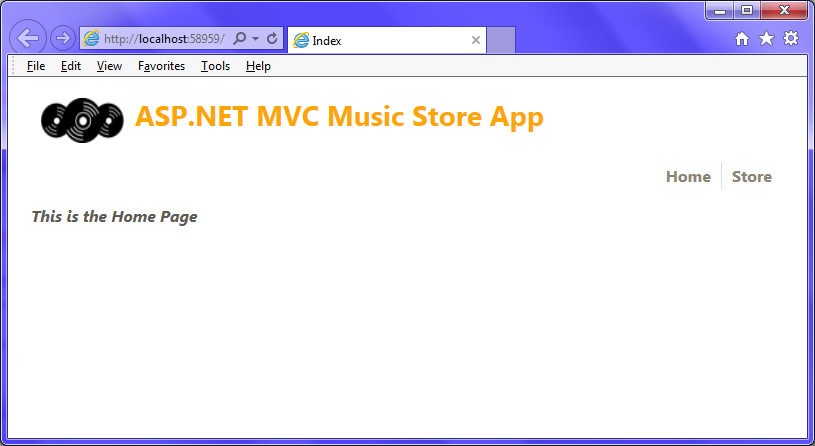 http://localhost:58959/
Index
File Edit View Favorites Tools Help
ASP.NET MVC Music Store App
Home Store
This is the Home Page